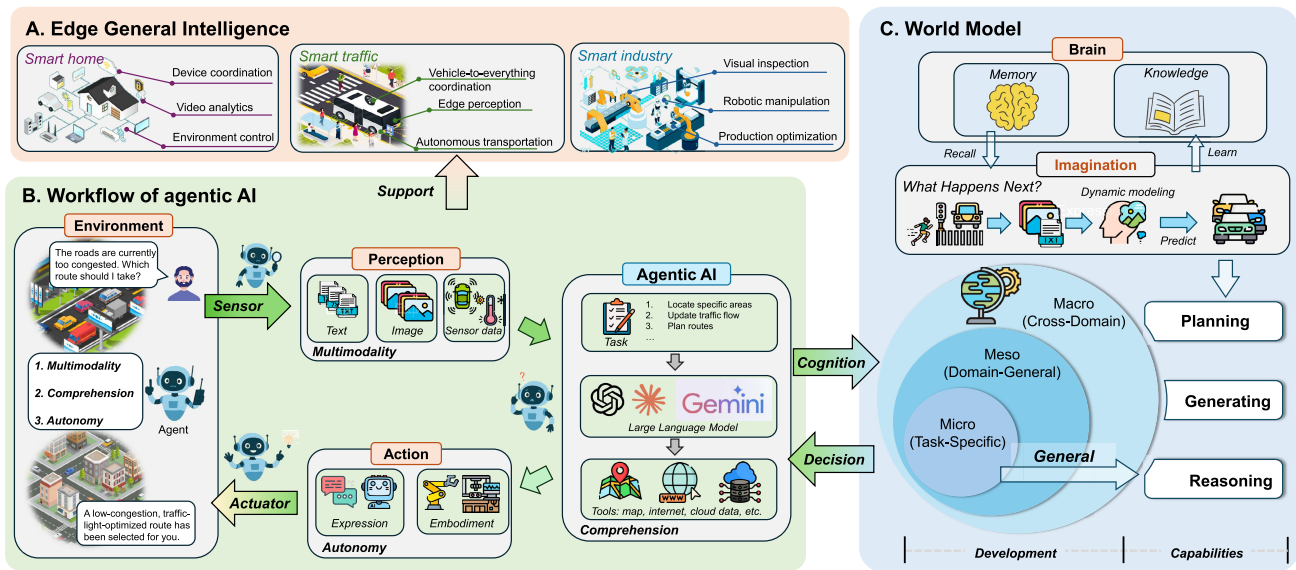 A. Edge General Intelligence
Smart home
Device coordination
Video analytics
Environment control
Smart traffic
Vehicle-to-everything
coordination
Edge perception
Autonomous transportation
Smart industry
Visual inspection
Robotic manipulation
Production optimization
Support
B. Workflow of agentic AI
Environment
The roads are currently
too congested. Which
route should I take?
1. Multimodality
2. Comprehension
3. Autonomy
Agent
A low-congestion, traffic-
light-optimized route has
been selected for you.
Sensor
Perception
TXT
Text
Image
Sensor data
Multimodality
Agentic AI
Task
1. Locate specific areas
2. Update traffic flow
3. Plan routes
...
Gemini
Large Language Model
WWW
Tools: map, internet, cloud data, etc.
Comprehension
?
Action
Expression
Embodiment
Autonomy
Actuator
Cognition
Decision
C. World Model
Brain
Memory
Knowledge
Recall
Learn
Imagination
What Happens Next?
Dynamic modeling
TXT
Predict
Macro
(Cross-Domain)
Meso
(Domain-General)
Micro
(Task-Specific)
General
Planning
Generating
Reasoning
Development
Capabilities